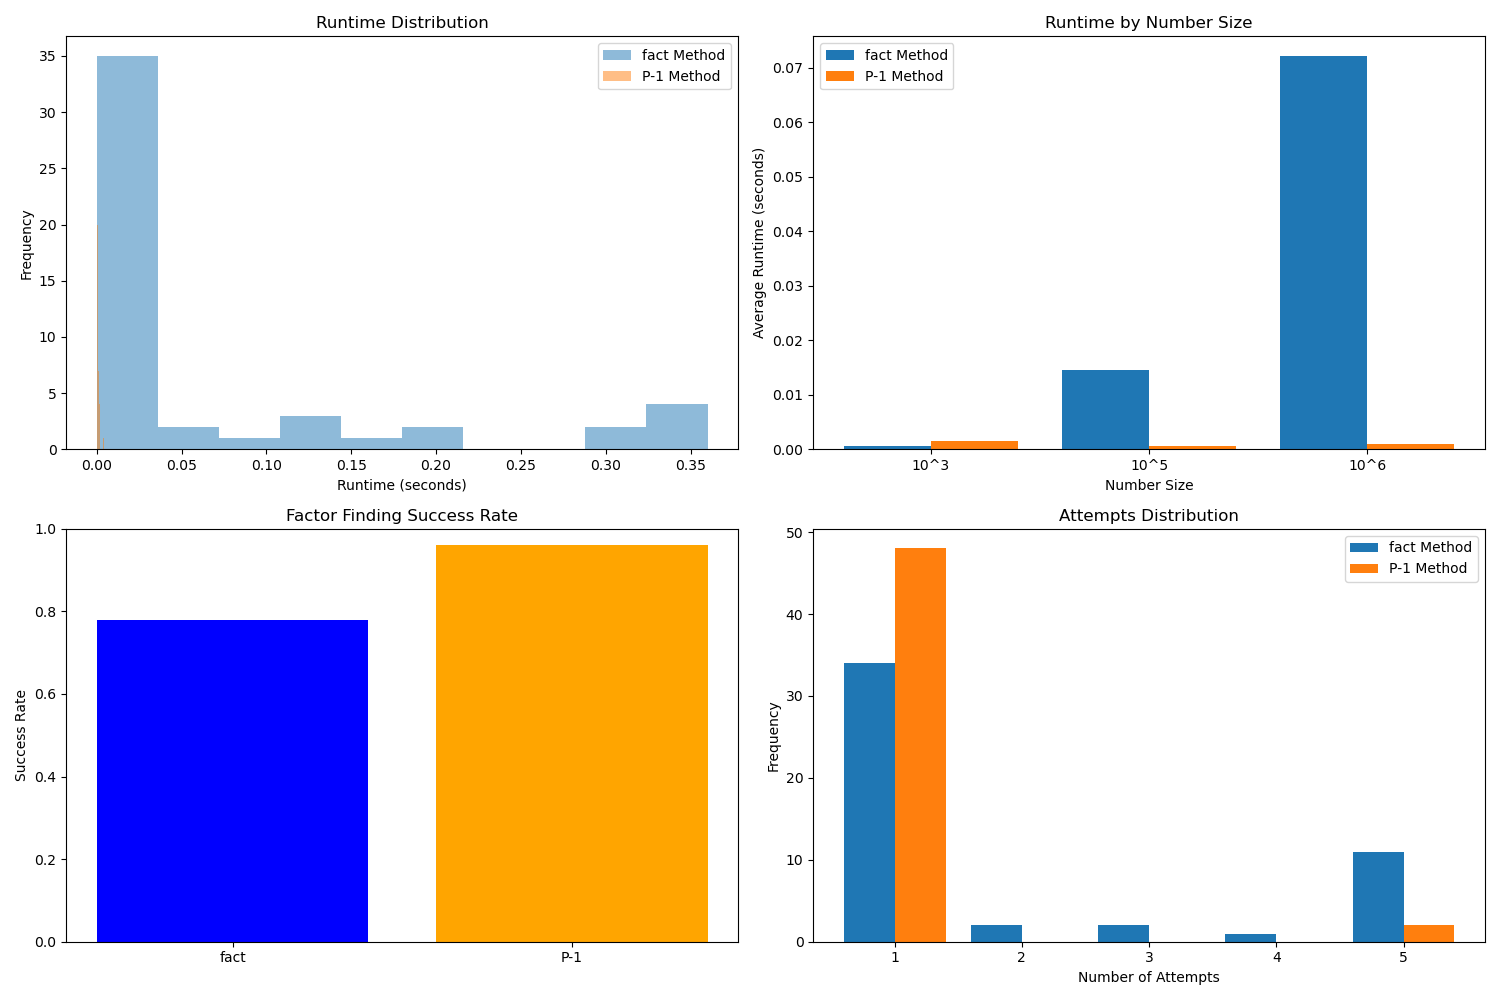 Runtime Distribution
fact Method
P-1 Method
Frequency
35
30
25
20
15
10
5
0
0.00 0.05 0.10 0.15 0.20 0.25 0.30 0.35
Runtime (seconds)
Runtime by Number Size
fact Method
P-1 Method
Average Runtime (seconds)
0.07
0.06
0.05
0.04
0.03
0.02
0.01
0.00
10^3 10^5 10^6
Number Size
Factor Finding Success Rate
Success Rate
1.0
0.8
0.6
0.4
0.2
0.0
fact P-1
Attempts Distribution
fact Method
P-1 Method
Frequency
50
40
30
20
10
0
1 2 3 4 5
Number of Attempts